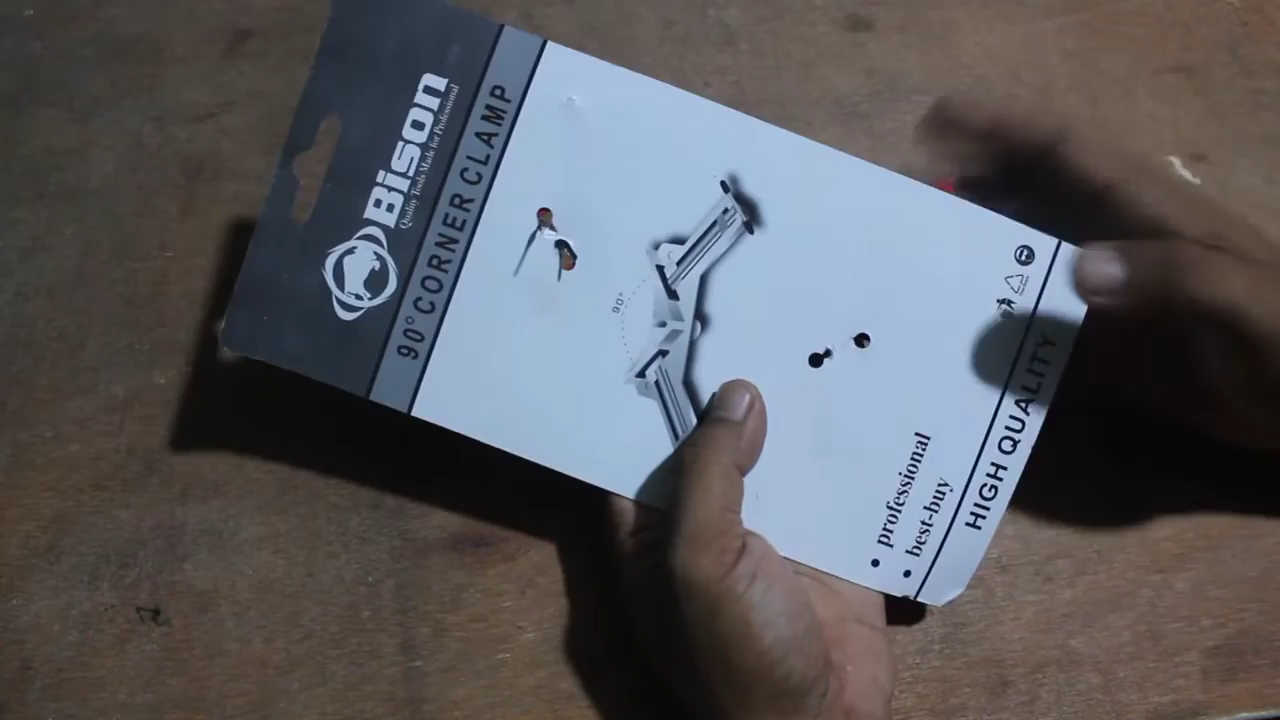 Bison
Quality Tools Made for Professional
90° CORNER CLAMP
90°
• professional
• best-buy
HIGH QUALITY